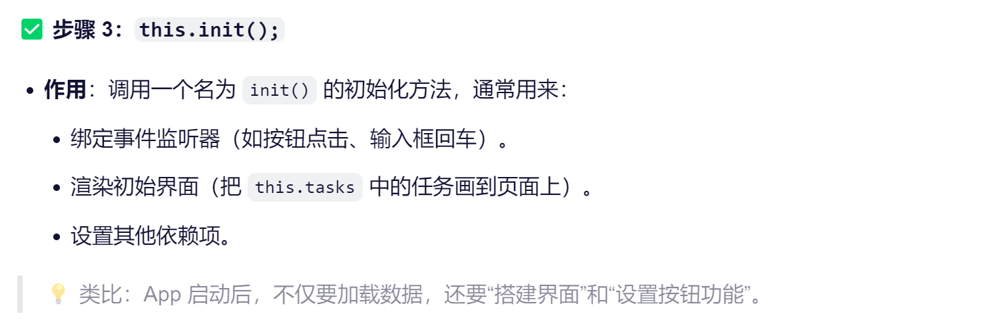 ✅ 步骤 3：this.init();
• 作用：调用一个名为 init() 的初始化方法，通常用来：
• 绑定事件监听器（如按钮点击、输入框回车）。
• 渲染初始界面（把 this.tasks 中的任务画到页面上）。
• 设置其他依赖项。
💡 类比：App 启动后，不仅要加载数据，还要“搭建界面”和“设置按钮功能”。